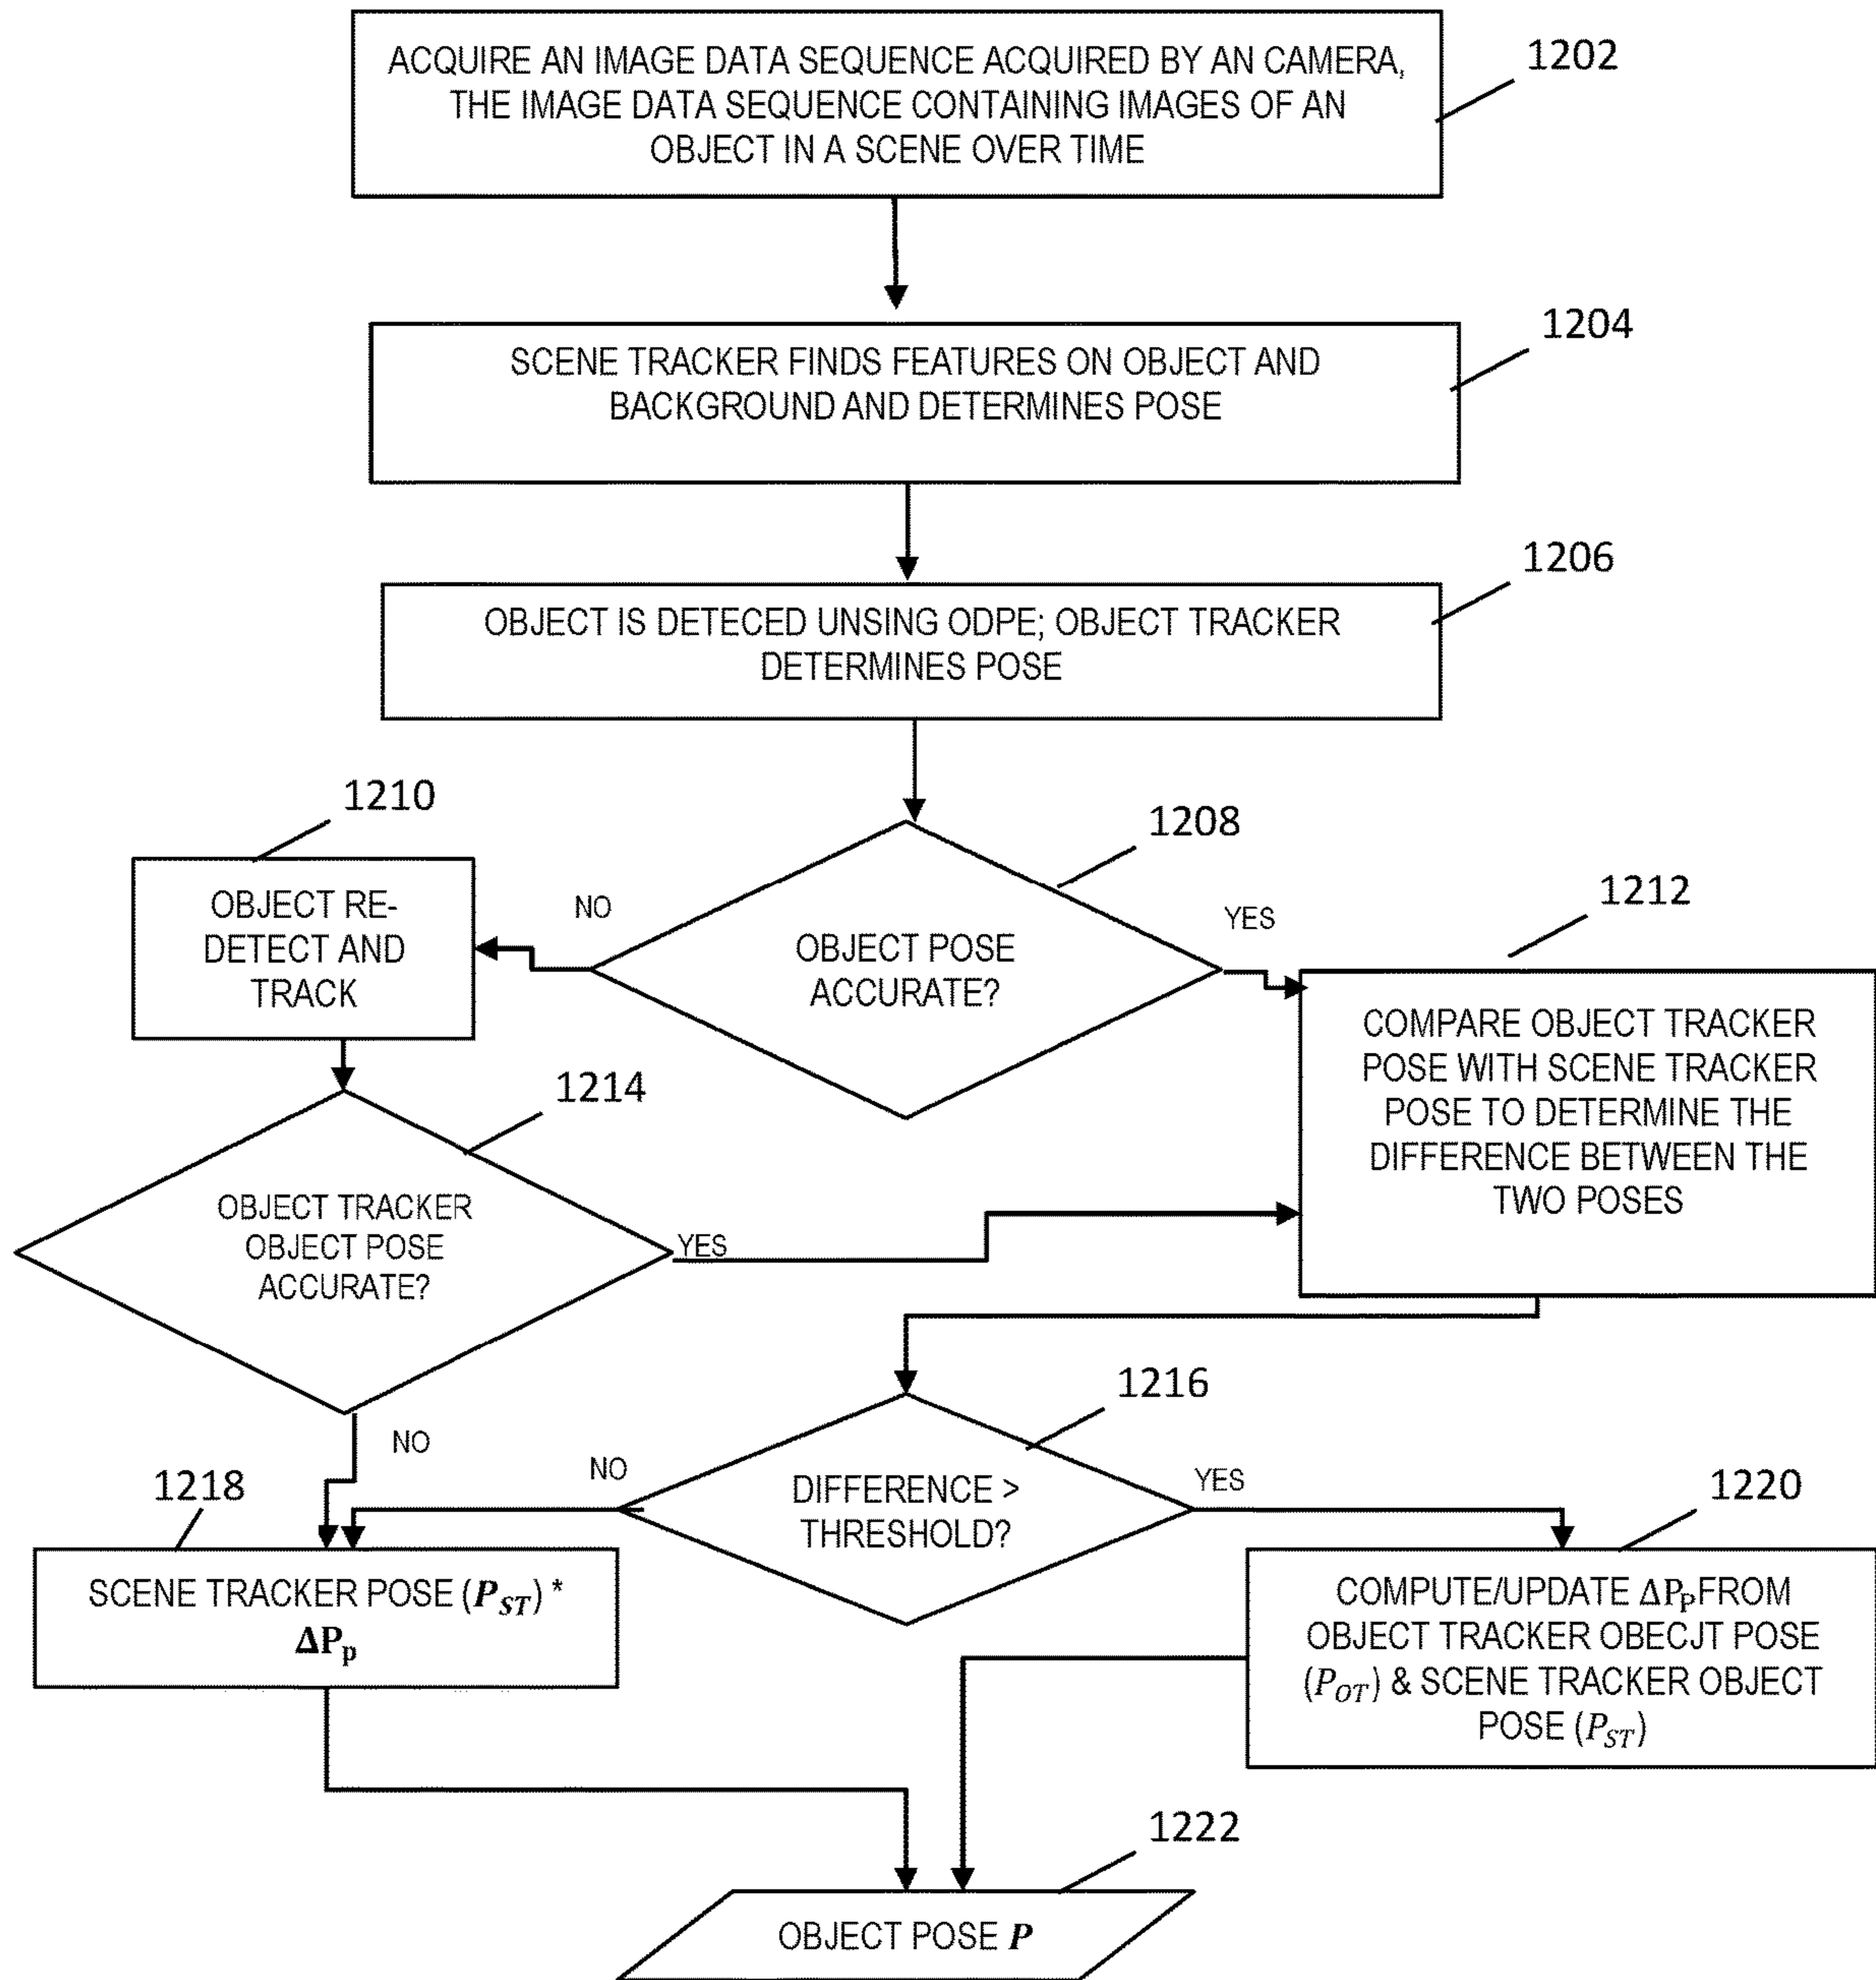 ACQUIRE AN IMAGE DATA SEQUENCE ACQUIRED BY AN CAMERA,
THE IMAGE DATA SEQUENCE CONTAINING IMAGES OF AN
OBJECT IN A SCENE OVER TIME
1202
SCENE TRACKER FINDS FEATURES ON OBJECT AND
BACKGROUND AND DETERMINES POSE
1204
OBJECT IS DETECED UNSING ODPE; OBJECT TRACKER
DETERMINES POSE
1206
1208
OBJECT POSE
ACCURATE?
NO
YES
1210
OBJECT RE-
DETECT AND
TRACK
1212
COMPARE OBJECT TRACKER
POSE WITH SCENE TRACKER
POSE TO DETERMINE THE
DIFFERENCE BETWEEN THE
TWO POSES
1214
OBJECT TRACKER
OBJECT POSE
ACCURATE?
YES
NO
1216
DIFFERENCE >
THRESHOLD?
NO
YES
1218
SCENE TRACKER POSE (P_ST) *
ΔP_p
1220
COMPUTE/UPDATE ΔP_P FROM
OBJECT TRACKER OBECJT POSE
(P_OT) & SCENE TRACKER OBJECT
POSE (P_ST)
1222
OBJECT POSE P